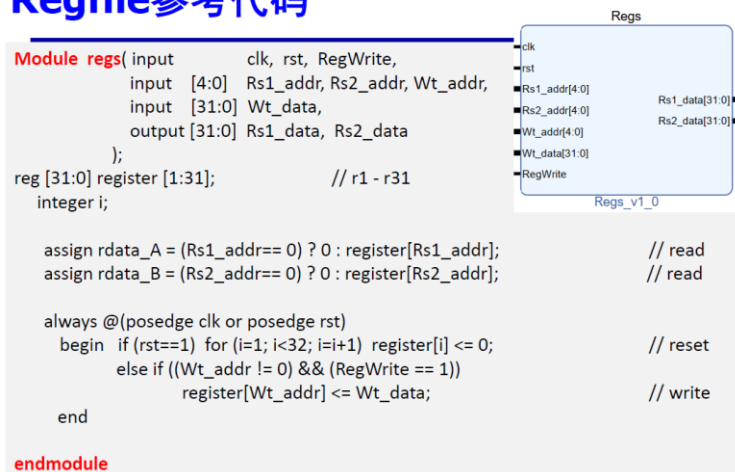 Regfile参考代码
Module regs( input clk, rst, RegWrite,
input [4:0] Rs1_addr, Rs2_addr, Wt_addr,
input [31:0] Wt_data,
output [31:0] Rs1_data, Rs2_data
);
reg [31:0] register [1:31]; // r1 - r31
integer i;
assign rdata_A = (Rs1_addr== 0) ? 0 : register[Rs1_addr]; // read
assign rdata_B = (Rs2_addr== 0) ? 0 : register[Rs2_addr]; // read
always @(posedge clk or posedge rst)
begin if (rst==1) for (i=1; i<32; i=i+1) register[i] <= 0; // reset
else if ((Wt_addr != 0) && (RegWrite == 1))
register[Wt_addr] <= Wt_data; // write
end
endmodule
Regs
clk
rst
Rs1_addr[4:0]
Rs2_addr[4:0]
Wt_addr[4:0]
Wt_data[31:0]
RegWrite
Rs1_data[31:0]
Rs2_data[31:0]
Regs_v1_0